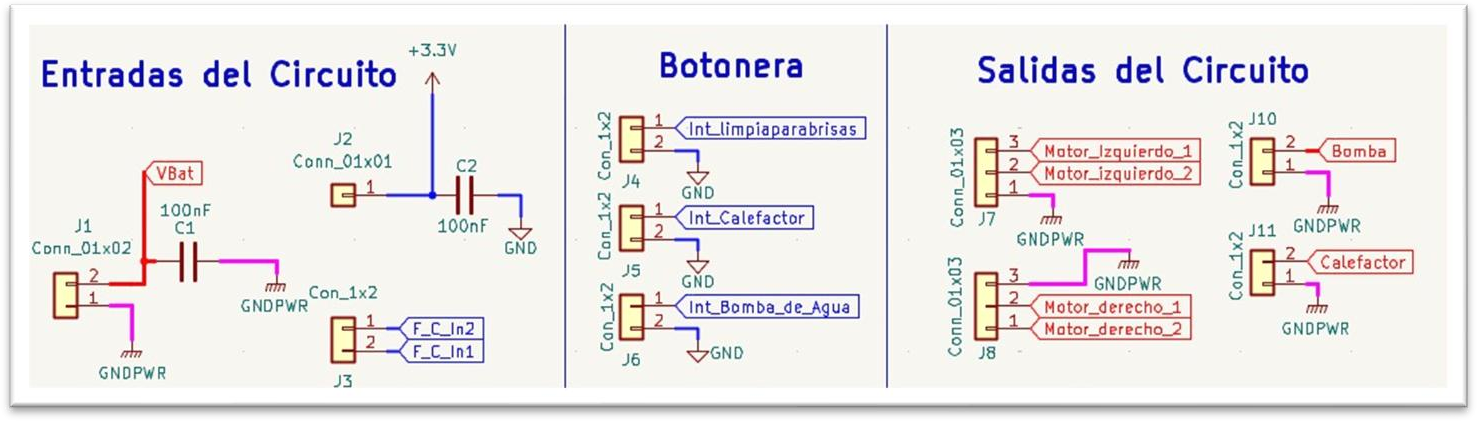 Entradas del Circuito
+3.3V
J2
Conn_01x01
1
C2
100nF
GND
VBat
100nF
C1
J1
Conn_01x02
2
1
GNDPWR
GNDPWR
Con_1x2
1
2
F_C_In2
F_C_In1
J3
Botonera
Con_1x2
1
2
Int_limpiaparabrisas
J4
GND
Con_1x2
1
2
Int_Calefactor
J5
GND
Con_1x2
1
2
Int_Bomba_de_Agua
J6
GND
Salidas del Circuito
Conn_01x03
3
2
1
Motor_Izquierdo_1
Motor_izquierdo_2
J7
GNDPWR
Conn_01x03
3
2
1
GNDPWR
Motor_derecho_1
Motor_derecho_2
J8
J10
Con_1x2
2
1
Bomba
GNDPWR
J11
Con_1x2
2
1
Calefactor
GNDPWR